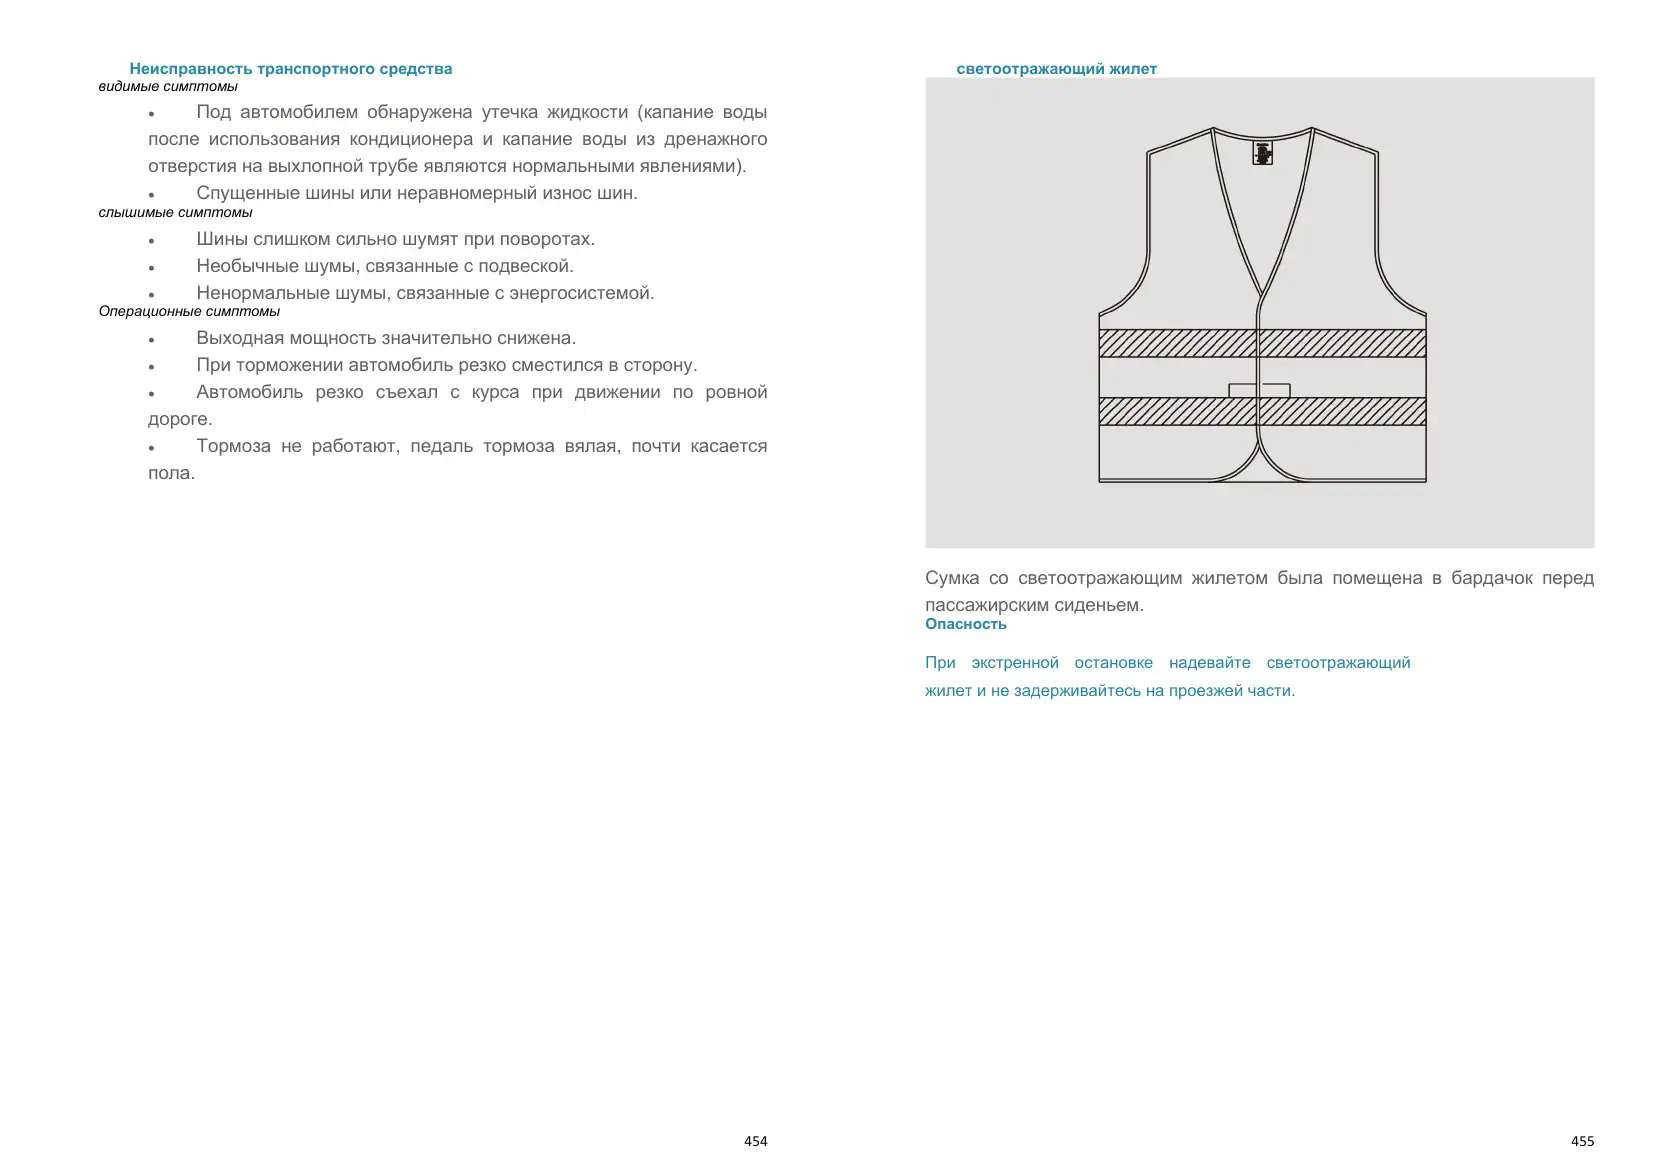 Неисправность транспортного средства
видимые симптомы
• Под автомобилем обнаружена утечка жидкости (капание воды
после использования кондиционера и капание воды из дренажного
отверстия на выхлопной трубе являются нормальными явлениями).
• Спущенные шины или неравномерный износ шин.
слышимые симптомы
• Шины слишком сильно шумят при поворотах.
• Необычные шумы, связанные с подвеской.
• Ненормальные шумы, связанные с энергосистемой.
Операционные симптомы
• Выходная мощность значительно снижена.
• При торможении автомобиль резко сместился в сторону.
• Автомобиль резко съехал с курса при движении по ровной
дороге.
• Тормоза не работают, педаль тормоза вялая, почти касается
пола.
454
светоотражающий жилет
Сумка со светоотражающим жилетом была помещена в бардачок перед
пассажирским сиденьем.
Опасность
При экстренной остановке надевайте светоотражающий
жилет и не задерживайтесь на проезжей части.
455